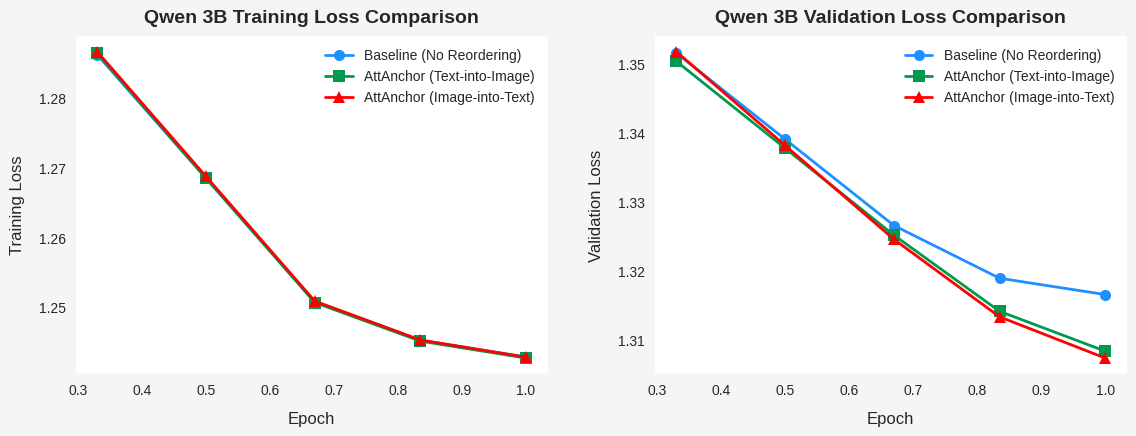 Qwen 3B Training Loss Comparison
Baseline (No Reordering)
AttAnchor (Text-into-Image)
AttAnchor (Image-into-Text)
Training Loss
1.28
1.27
1.26
1.25
0.3 0.4 0.5 0.6 0.7 0.8 0.9 1.0
Epoch
Qwen 3B Validation Loss Comparison
Baseline (No Reordering)
AttAnchor (Text-into-Image)
AttAnchor (Image-into-Text)
Validation Loss
1.35
1.34
1.33
1.32
1.31
0.3 0.4 0.5 0.6 0.7 0.8 0.9 1.0
Epoch